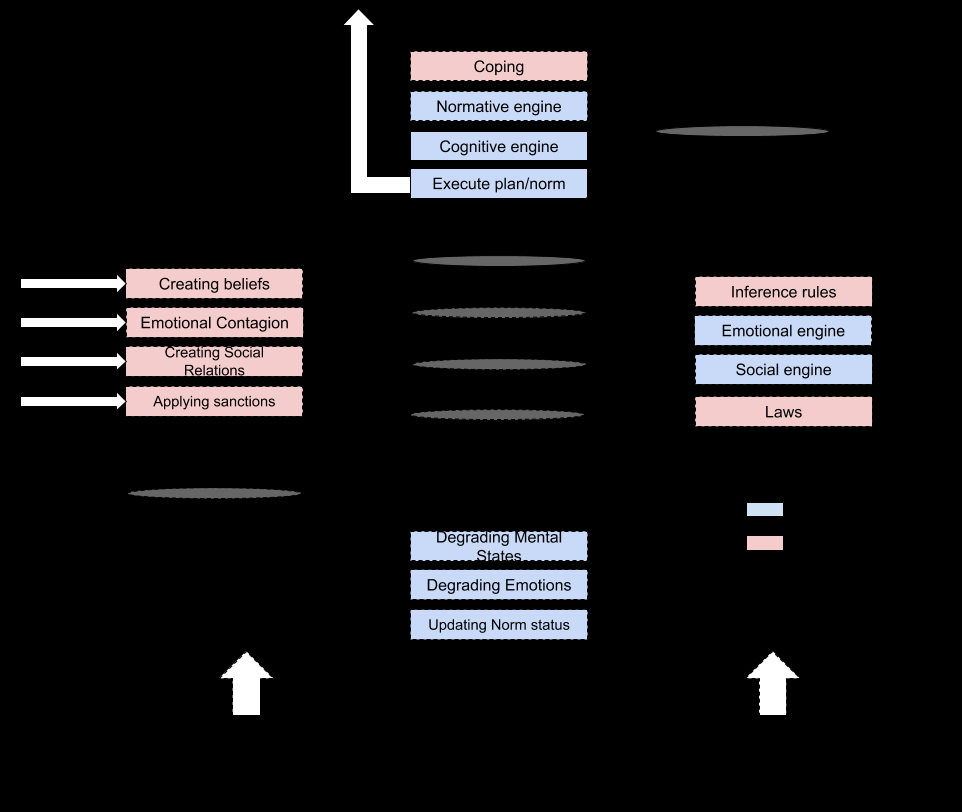 Coping
Normative engine
Cognitive engine
Execute plan/norm
Creating beliefs
Emotional Contagion
Creating Social
Relations
Applying sanctions
Inference rules
Emotional engine
Social engine
Laws
Degrading Mental
States
Degrading Emotions
Updating Norm status